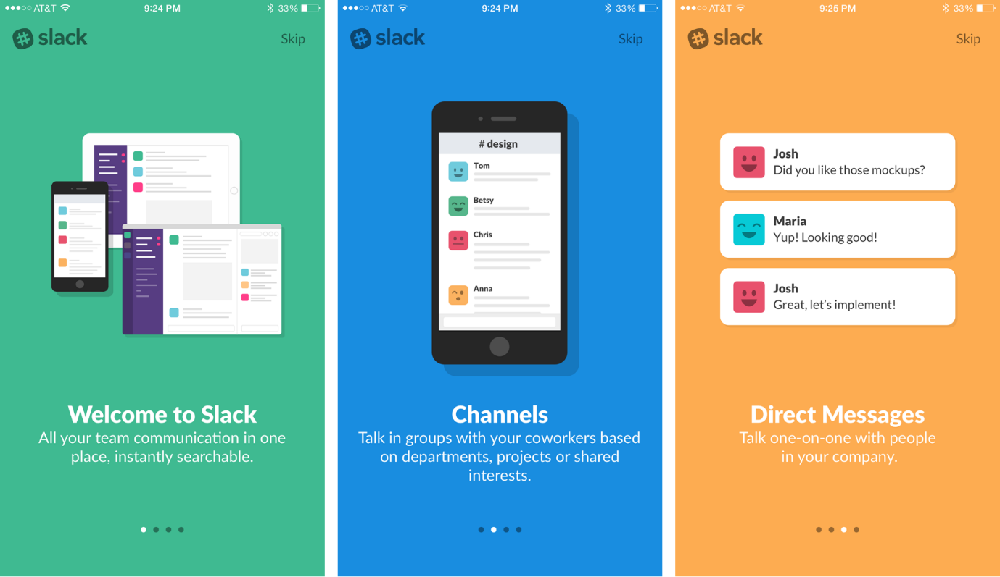 AT&T 9:24 PM 33%
slack Skip
Welcome to Slack
All your team communication in one
place, instantly searchable.
AT&T 9:24 PM 33%
slack Skip
# design
Tom
Betsy
Chris
Anna
Channels
Talk in groups with your coworkers based
on departments, projects or shared
interests.
AT&T 9:25 PM 33%
slack Skip
Josh
Did you like those mockups?
Maria
Yup! Looking good!
Josh
Great, let’s implement!
Direct Messages
Talk one-on-one with people
in your company.